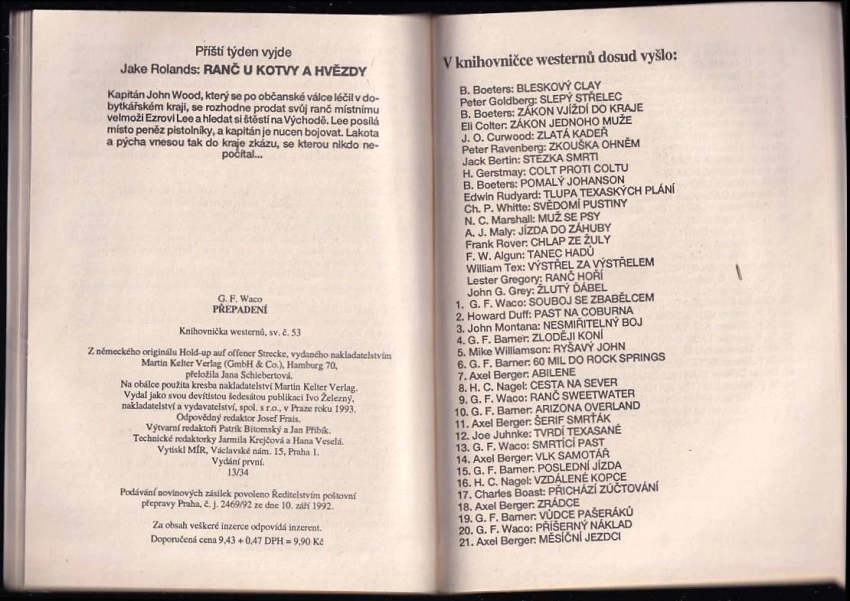 Příští týden vyjde
Jake Rolands: RANČ U KOTVY A HVĚZDY
Kapitán John Wood, který se po občanské válce léčil v do-
bytkářském kraji, se rozhodne prodat svůj ranč místnímu
velmoži Ezrovi Lee a hledat si štěstí na Východě. Lee posílá
místo peněz pistolníky, a kapitán je nucen bojovat. Lakota
a pýcha vnesou tak do kraje zkázu, se kterou nikdo ne-
počítal...
G. F. Waco
PŘEPADENÍ
Knihovnička westernů, sv. č. 53
Z německého originálu Hold-up auf offener Strecke, vydaného nakladatelstvím
Martin Kelter Verlag (GmbH & Co.), Hamburg 70,
přeložila Jana Schiebertová.
Na obálce použita kresba nakladatelství Martin Kelter Verlag.
Vydal jako svou devítistou šedesátou publikaci Ivo Železný,
nakladatelství a vydavatelství, spol. s r.o., v Praze roku 1993.
Odpovědný redaktor Josef Frais.
Výtvarní redaktoři Patrik Bitomský a Jan Přibík.
Technické redaktorky Jarmila Krejčová a Hana Veselá.
Vytiskl MÍR, Václavské nám. 15, Praha 1.
Vydání první.
13/34
Podávání novinových zásilek povoleno Ředitelstvím poštovní
přepravy Praha, č. j. 2469/92 ze dne 10. září 1992.
Za obsah veškeré inzerce odpovídá inzerent.
Doporučená cena 9,43 + 0,47 DPH = 9,90 Kč
V knihovničce westernů dosud vyšlo:
B. Boeters: BLESKOVÝ CLAY
Peter Goldberg: SLEPÝ STŘELEC
B. Boeters: ZÁKON VJÍŽDÍ DO KRAJE
Eli Colter: ZÁKON JEDNOHO MUŽE
J. O. Curwood: ZLATÁ KADEŘ
Peter Ravenberg: ZKOUŠKA OHNĚM
Jack Bertin: STEZKA SMRTI
H. Gerstmay: COLT PROTI COLTU
B. Boeters: POMALÝ JOHANSON
Edwin Rudyard: TLUPA TEXASKÝCH PLÁNÍ
Ch. P. Whitte: SVĚDOMÍ PUSTINY
N. C. Marshall: MUŽ SE PSY
A. J. Maly: JÍZDA DO ZÁHUBY
Frank Rover: CHLAP ZE ŽULY
F. W. Algun: TANEC HADŮ
William Tex: VÝSTŘEL ZA VÝSTŘELEM
Lester Gregory: RANČ HOŘÍ
John G. Grey: ŽLUTÝ ĎÁBEL
1. G. F. Waco: SOUBOJ SE ZBABĚLCEM
2. Howard Duff: PAST NA COBURNA
3. John Montana: NESMIŘITELNÝ BOJ
4. G. F. Barner: ZLODĚJI KONÍ
5. Mike Williamson: RYŠAVÝ JOHN
6. G. F. Barner: 60 MIL DO ROCK SPRINGS
7. Axel Berger: ABILENE
8. H. C. Nagel: CESTA NA SEVER
9. G. F. Waco: RANČ SWEETWATER
10. G. F. Barner: ARIZONA OVERLAND
11. Axel Berger: ŠERIF SMRŤÁK
12. Joe Juhnke: TVRDÍ TEXASANÉ
13. G. F. Waco: SMRTÍCÍ PAST
14. Axel Berger: VLK SAMOTÁŘ
15. G. F. Barner: POSLEDNÍ JÍZDA
16. H. C. Nagel: VZDÁLENÉ KOPCE
17. Charles Boast: PŘICHÁZÍ ZÚČTOVÁNÍ
18. Axel Berger: ZRÁDCE
19. G. F. Barner: VŮDCE PAŠERÁKŮ
20. G. F. Waco: PŘÍŠERNÝ NÁKLAD
21. Axel Berger: MĚSÍČNÍ JEZDCI